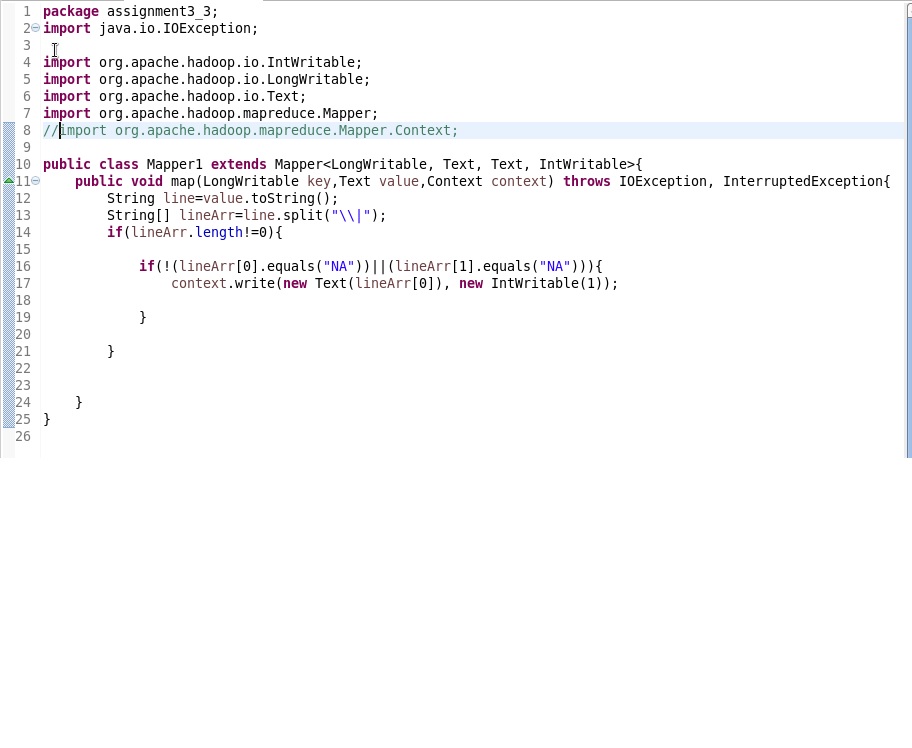 1 package assignment3_3;
2 import java.io.IOException;
3
4 import org.apache.hadoop.io.IntWritable;
5 import org.apache.hadoop.io.LongWritable;
6 import org.apache.hadoop.io.Text;
7 import org.apache.hadoop.mapreduce.Mapper;
8 //import org.apache.hadoop.mapreduce.Mapper.Context;
9
10 public class Mapper1 extends Mapper<LongWritable, Text, Text, IntWritable>{
11     public void map(LongWritable key,Text value,Context context) throws IOException, InterruptedException{
12         String line=value.toString();
13         String[] lineArr=line.split("\\|");
14         if(lineArr.length!=0){
15
16             if(!(lineArr[0].equals("NA"))||(lineArr[1].equals("NA"))){
17                 context.write(new Text(lineArr[0]), new IntWritable(1));
18
19             }
20
21         }
22
23
24     }
25 }
26